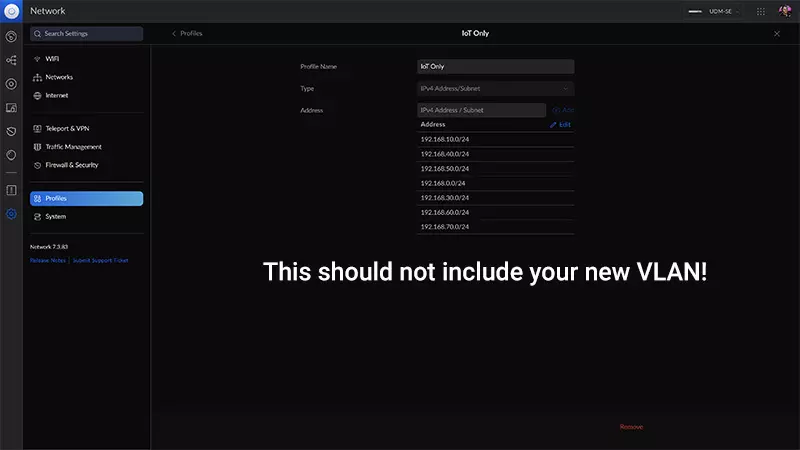 Network
UDM-SE
Search Settings
Profiles
IoT Only
WiFi
Networks
Internet
Teleport & VPN
Traffic Management
Firewall & Security
Profiles
System
Network 7.3.83
Release Notes | Submit Support Ticket
Profile Name
IoT Only
Type
IPv4 Address/Subnet
Address
IPv4 Address / Subnet
Add
Address
Edit
192.168.10.0/24
192.168.40.0/24
192.168.50.0/24
192.168.0.0/24
192.168.30.0/24
192.168.60.0/24
192.168.70.0/24
This should not include your new VLAN!
Remove